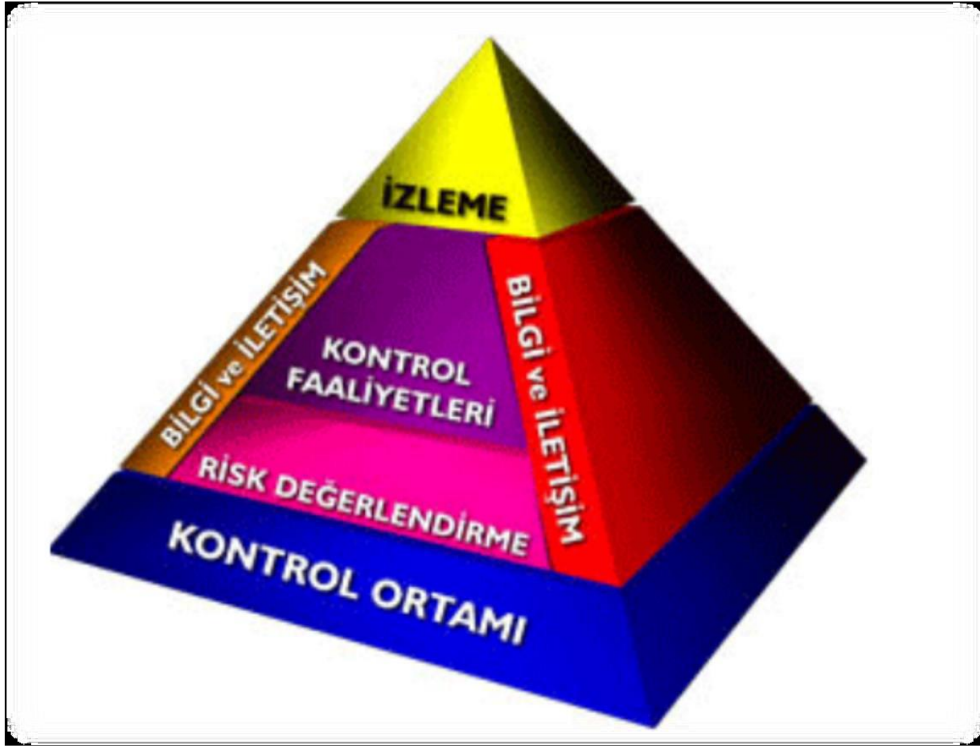 İZLEME
BİLGİ ve İLETİŞİM
KONTROL
FAALİYETLERİ
BİLGİ ve İLETİŞİM
RİSK DEĞERLENDİRME
KONTROL ORTAMI